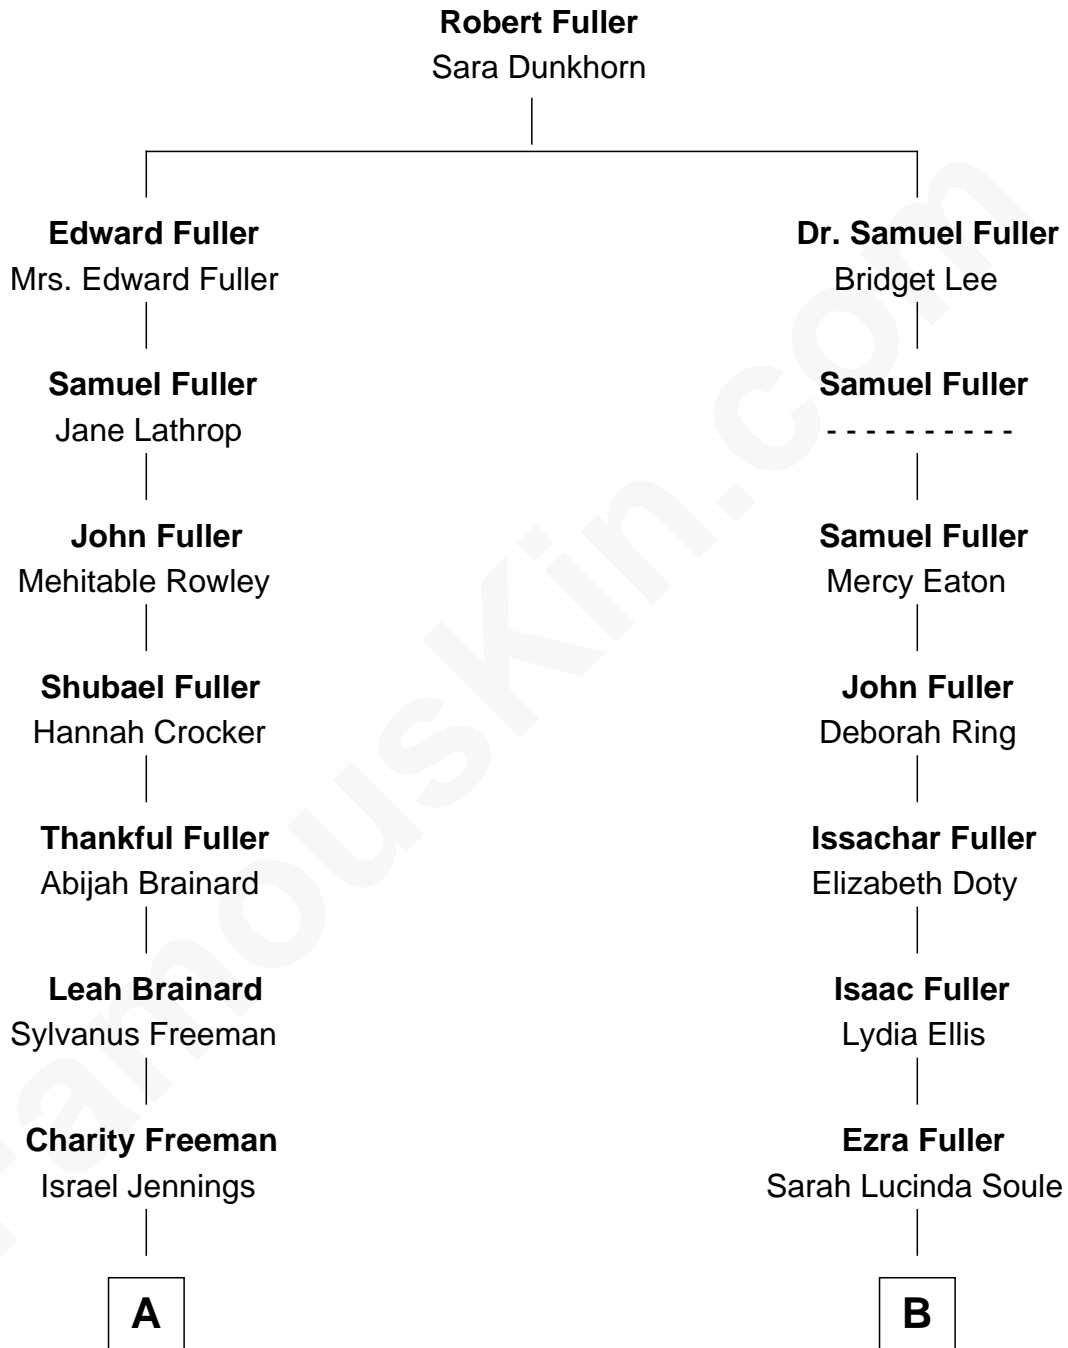 Robert Fuller
Sara Dunkhorn
Edward Fuller
Mrs. Edward Fuller
Dr. Samuel Fuller
Bridget Lee
Samuel Fuller
Jane Lathrop
Samuel Fuller
- - - - - - - - - -
John Fuller
Mehitable Rowley
Samuel Fuller
Mercy Eaton
Shubael Fuller
Hannah Crocker
John Fuller
Deborah Ring
Thankful Fuller
Abijah Brainard
Issachar Fuller
Elizabeth Doty
Leah Brainard
Sylvanus Freeman
Isaac Fuller
Lydia Ellis
Charity Freeman
Israel Jennings
Ezra Fuller
Sarah Lucinda Soule
A
B
FamousKin.com